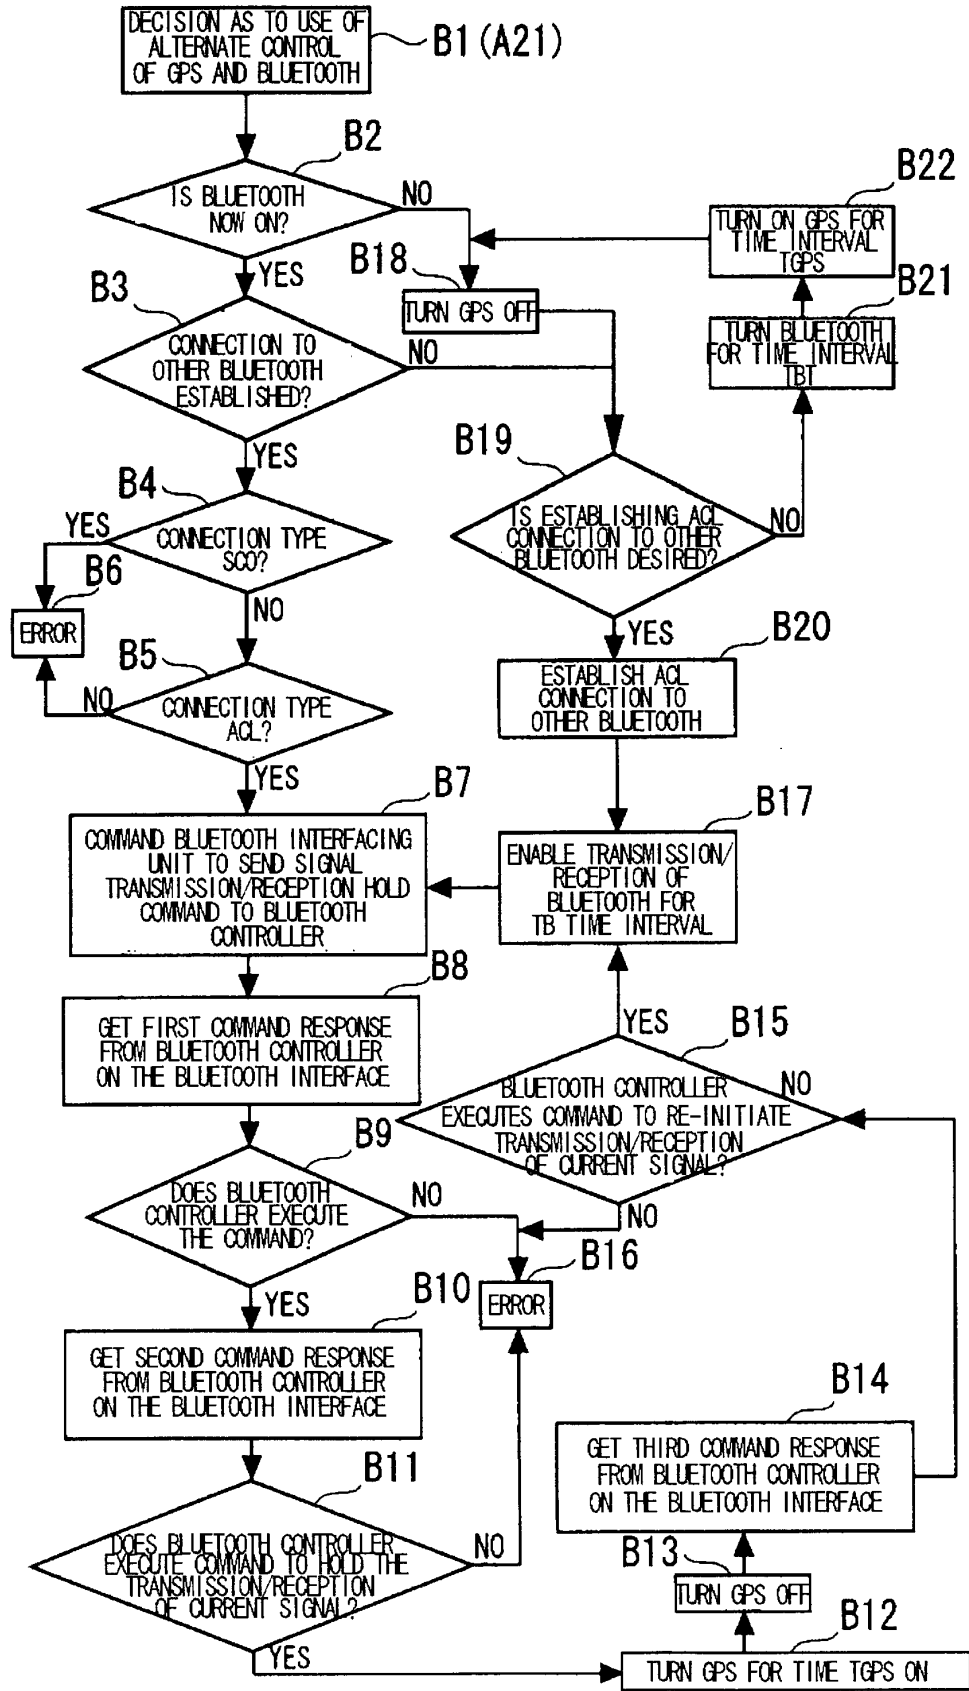 DECISION AS TO USE OF
ALTERNATE CONTROL
OF GPS AND BLUETOOTH
B1(A21)
B2
IS BLUETOOTH
NOW ON?
NO
YES
B3
CONNECTION TO
OTHER BLUETOOTH
ESTABLISHED?
NO
YES
B4
CONNECTION TYPE
SCO?
YES
NO
B6
ERROR
B5
CONNECTION TYPE
ACL?
NO
YES
B7
COMMAND BLUETOOTH INTERFACING
UNIT TO SEND SIGNAL
TRANSMISSION/RECEPTION HOLD
COMMAND TO BLUETOOTH
CONTROLLER
B8
GET FIRST COMMAND RESPONSE
FROM BLUETOOTH CONTROLLER
ON THE BLUETOOTH INTERFACE
B9
DOES BLUETOOTH
CONTROLLER EXECUTE
THE COMMAND?
NO
YES
B10
GET SECOND COMMAND RESPONSE
FROM BLUETOOTH CONTROLLER
ON THE BLUETOOTH INTERFACE
B11
DOES BLUETOOTH CONTROLLER
EXECUTE COMMAND TO HOLD THE
TRANSMISSION/RECEPTION
OF CURRENT SIGNAL?
NO
YES
B12
TURN GPS FOR TIME TGPS ON
B13
TURN GPS OFF
B14
GET THIRD COMMAND RESPONSE
FROM BLUETOOTH CONTROLLER
ON THE BLUETOOTH INTERFACE
B15
BLUETOOTH CONTROLLER
EXECUTES COMMAND TO RE-INITIATE
TRANSMISSION/RECEPTION
OF CURRENT SIGNAL?
NO
YES
NO
B16
ERROR
B17
ENABLE TRANSMISSION/
RECEPTION OF
BLUETOOTH FOR
TB TIME INTERVAL
B18
TURN GPS OFF
B19
IS ESTABLISHING ACL
CONNECTION TO OTHER
BLUETOOTH DESIRED?
NO
YES
B20
ESTABLISH ACL
CONNECTION TO
OTHER BLUETOOTH
B21
TURN BLUETOOTH
FOR TIME INTERVAL
TBT
B22
TURN ON GPS FOR
TIME INTERVAL
TGPS